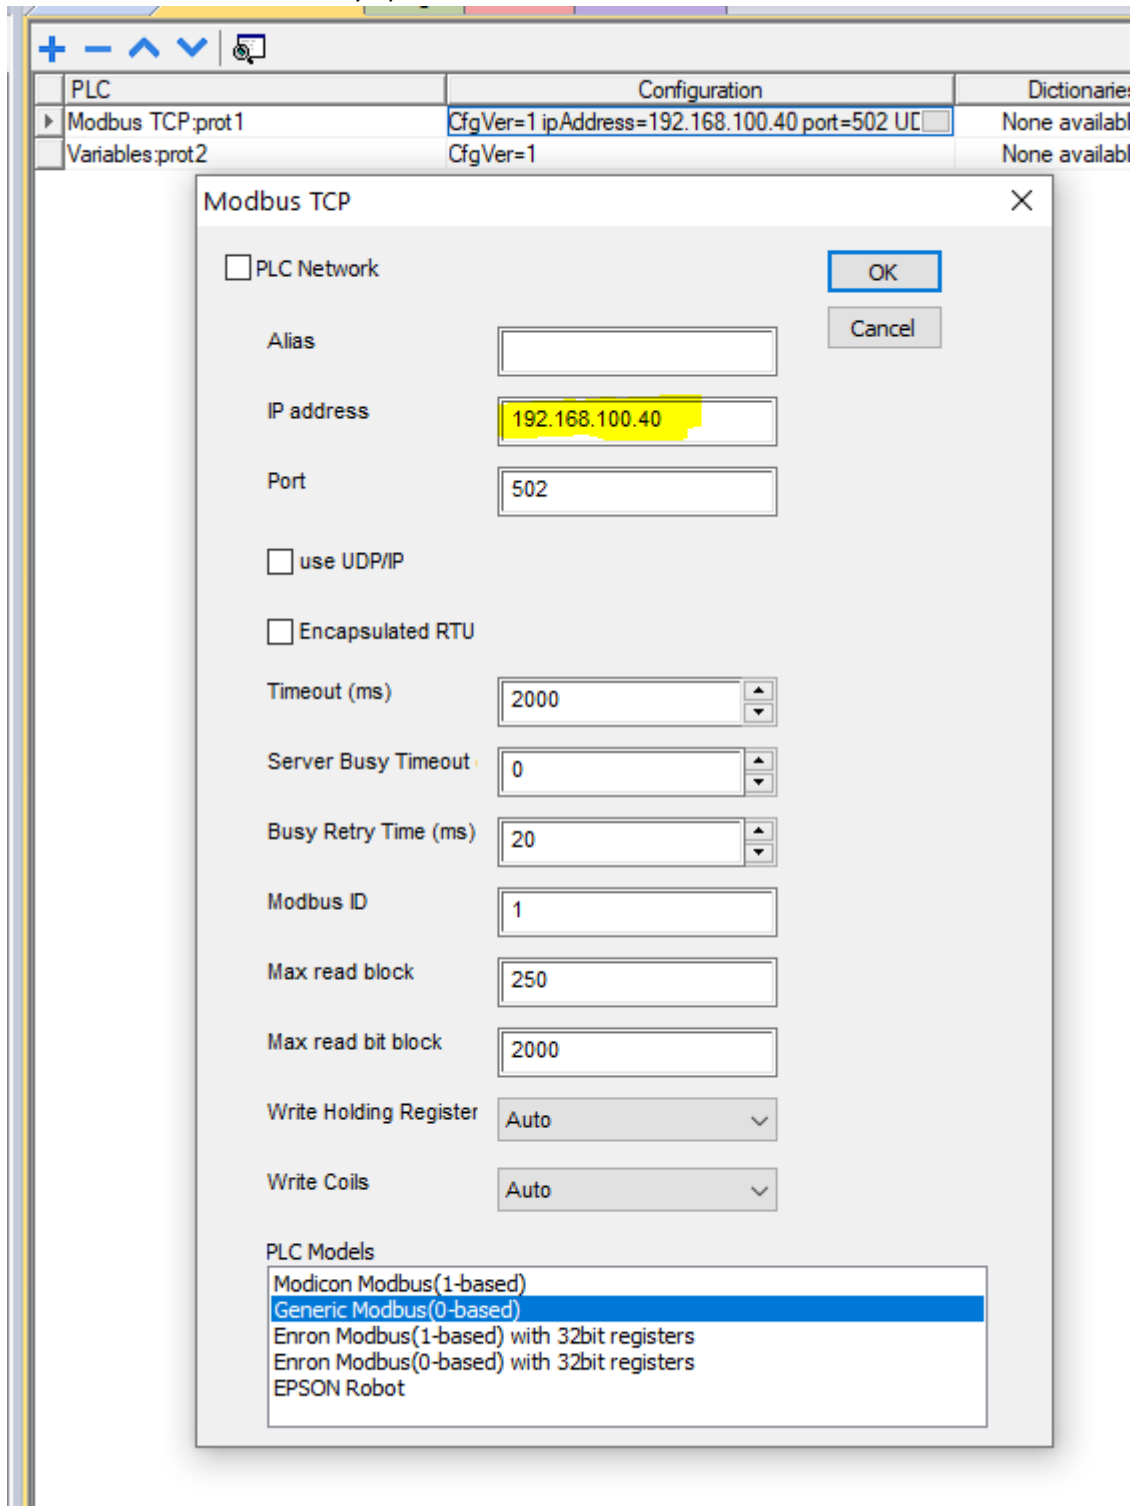 PLC Configuration Dictionaries
Modbus TCP:prot1 CfgVer=1 ipAddress=192.168.100.40 port=502 None availabl
Variables:prot2 CfgVer=1 None availabl
Modbus TCP
PLC Network
OK
Cancel
Alias
IP address 192.168.100.40
Port 502
use UDP/IP
Encapsulated RTU
Timeout (ms) 2000
Server Busy Timeout 0
Busy Retry Time (ms) 20
Modbus ID 1
Max read block 250
Max read bit block 2000
Write Holding Register Auto
Write Coils Auto
PLC Models
Modicon Modbus(1-based)
Generic Modbus(0-based)
Enron Modbus(1-based) with 32bit registers
Enron Modbus(0-based) with 32bit registers
EPSON Robot